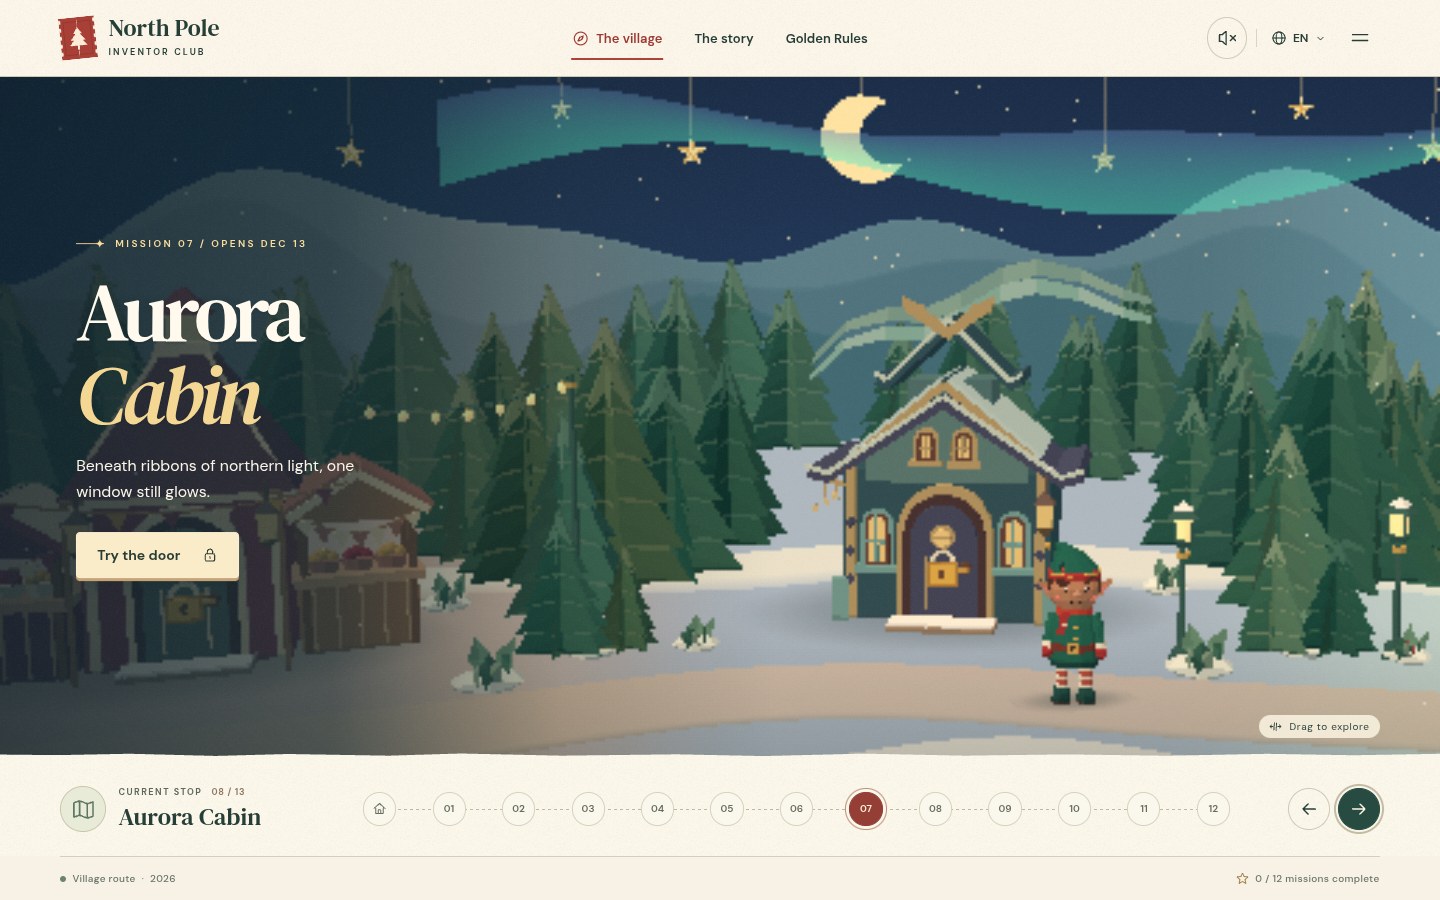 North Pole
INVENTOR CLUB
The village
The story
Golden Rules
EN
MISSION 07 / OPENS DEC 13
Aurora
Cabin
Beneath ribbons of northern light, one
window still glows.
Try the door
Drag to explore
CURRENT STOP 08 / 13
Aurora Cabin
01 02 03 04 05 06 07 08 09 10 11 12
Village route · 2026
0 / 12 missions complete